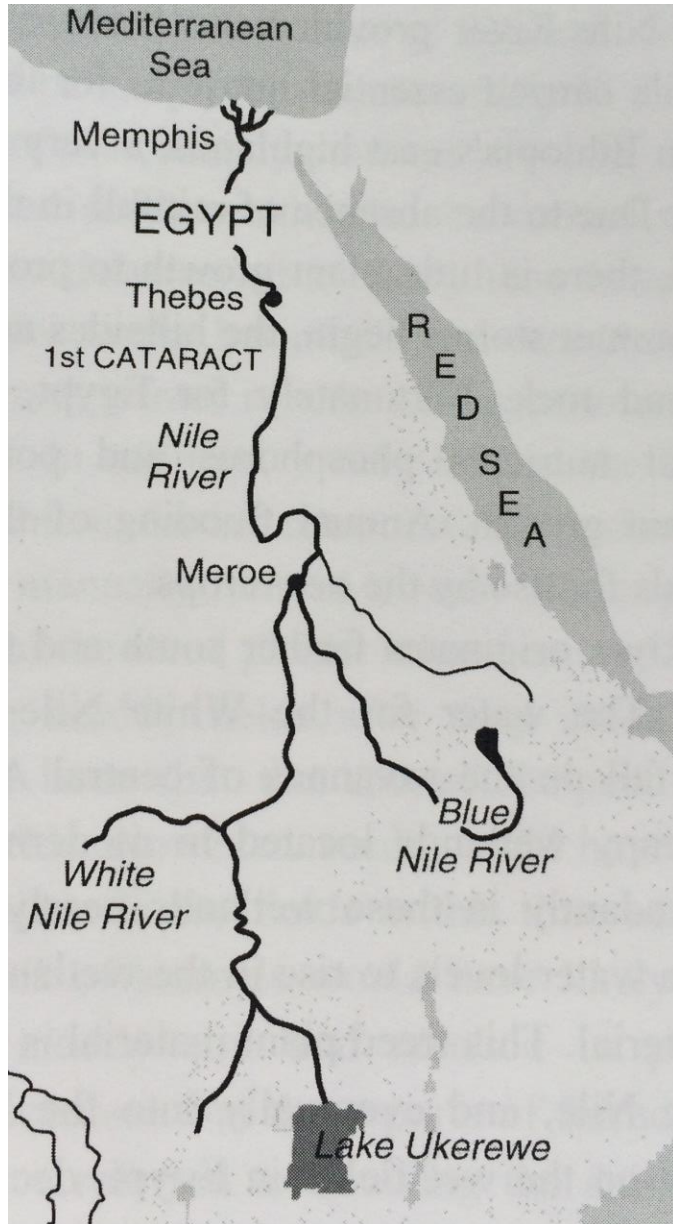 Mediterranean
Sea
Memphis
EGYPT
Thebes
1st CATARACT
Nile
River
R
E
D
S
E
A
Meroe
Blue
Nile River
White
Nile River
Lake Ukerewe